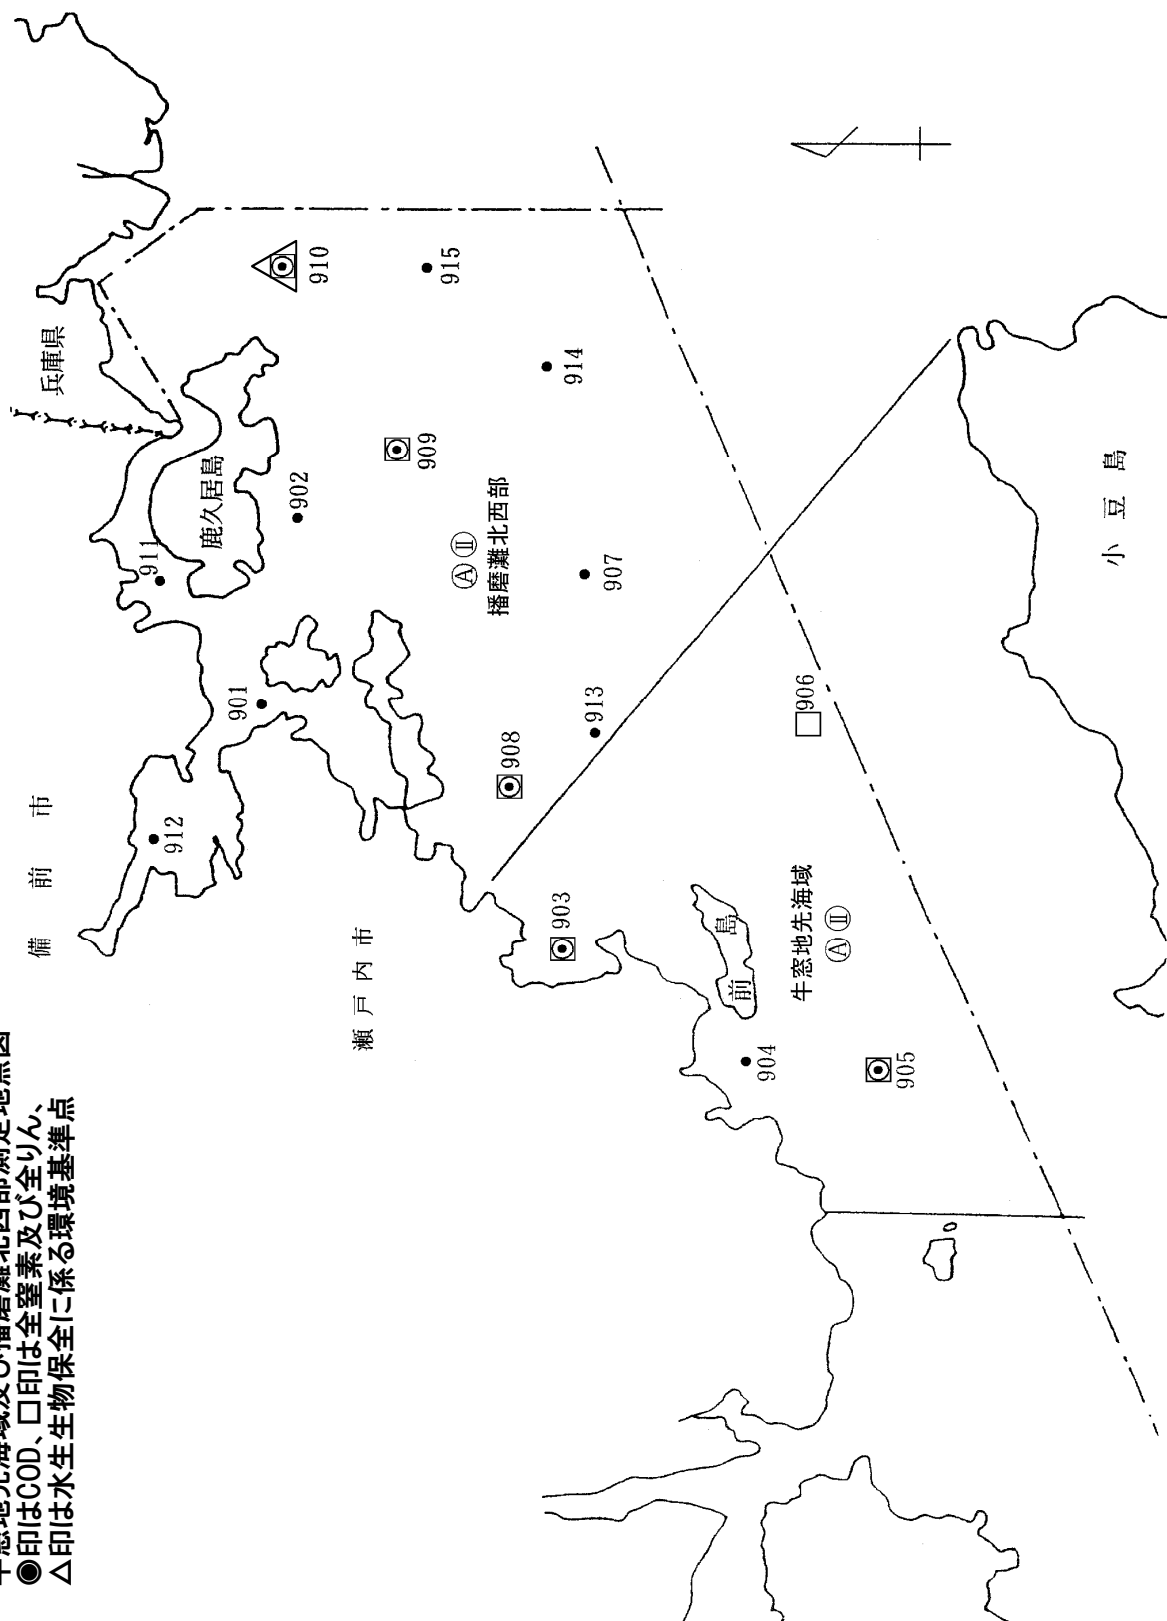 牛窓地先海域及び播磨灘北西部測定地点図
◉印はCOD、□印は全窒素及び全りん、
△印は水生生物保全に係る環境基準点
備前市
兵庫県
瀬戸内市
鹿久居島
912
911
901
902
910
915
909
914
Ⓐ Ⅱ
播磨灘北西部
907
908
913
903
906
前島
牛窓地先海域
Ⓐ Ⅱ
904
905
小豆島